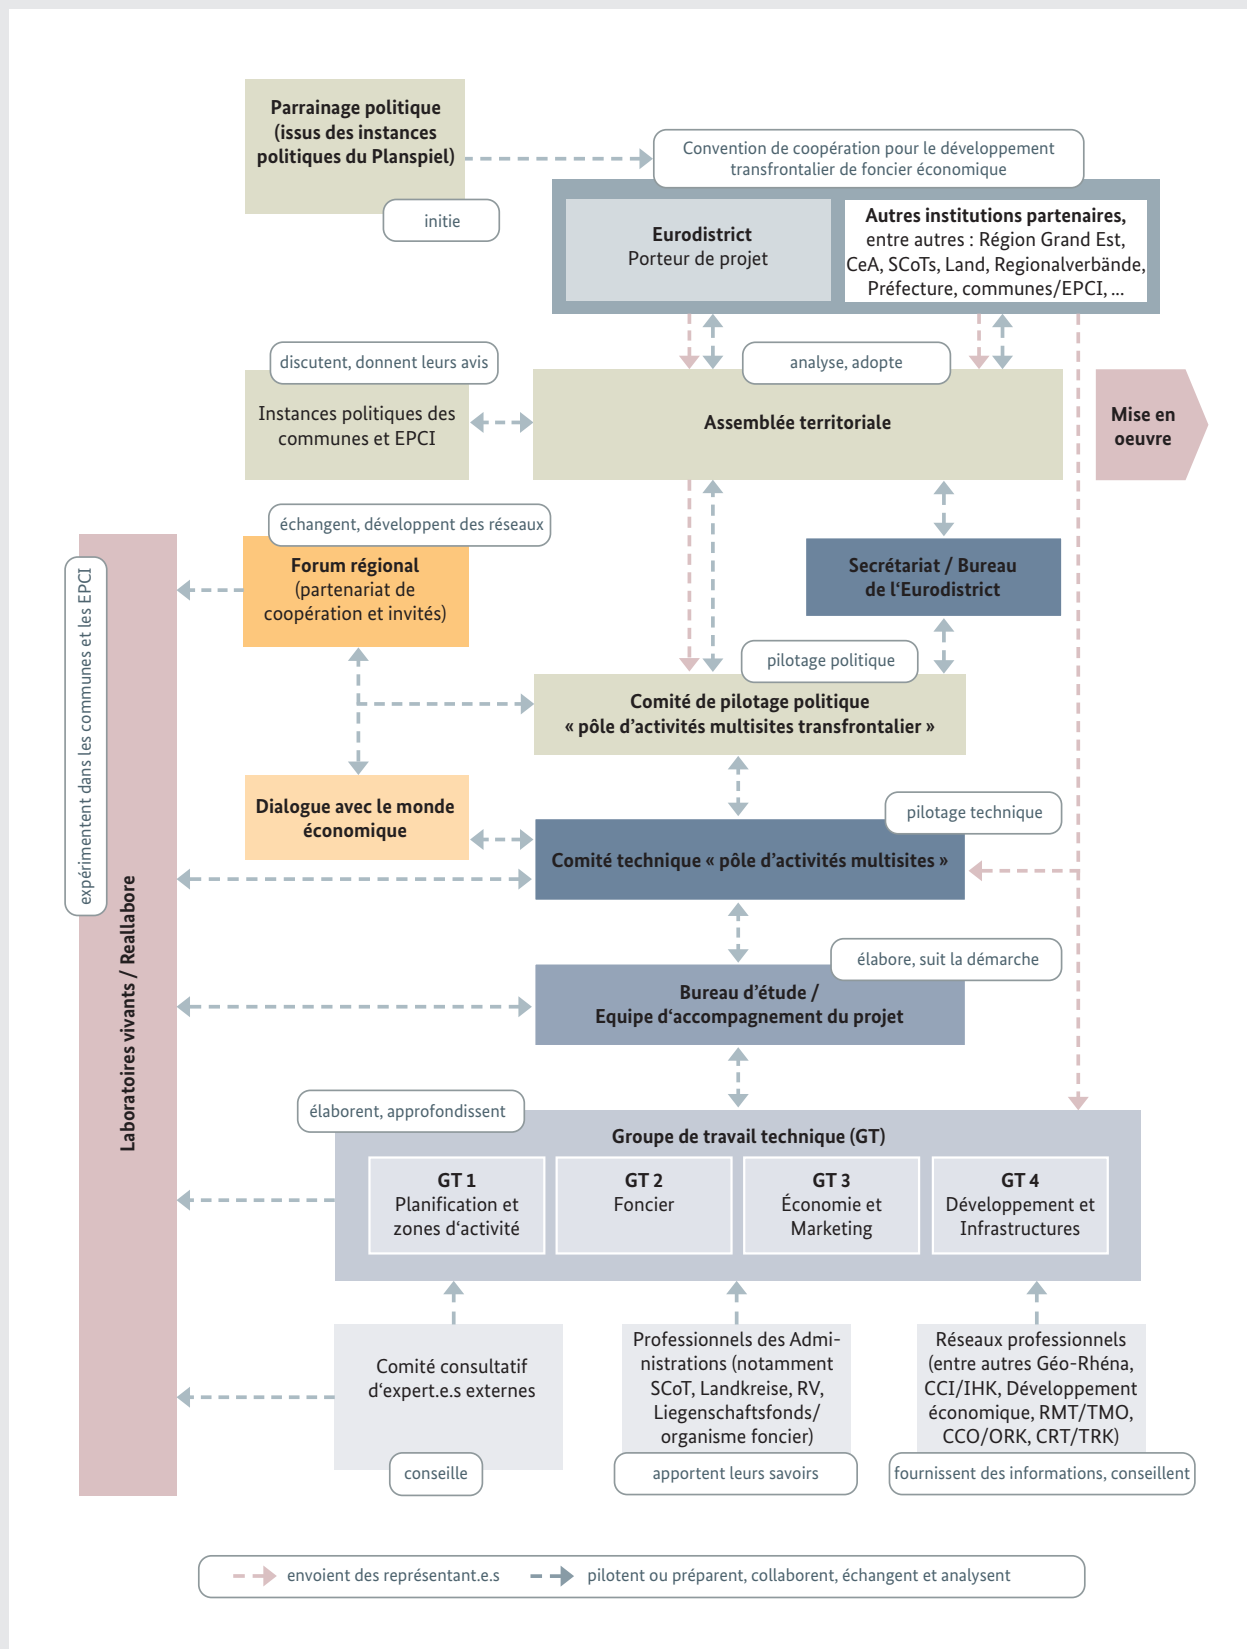 Parrainage politique
(issus des instances
politiques du Planspiel)
initie
Convention de coopération pour le développement
transfrontalier de foncier économique
Eurodistrict
Porteur de projet
Autres institutions partenaires,
entre autres : Région Grand Est,
CeA, SCoTs, Land, Regionalverbände,
Préfecture, communes/EPCI, ...
discutent, donnent leurs avis
Instances politiques des
communes et EPCI
analyse, adopte
Assemblée territoriale
Mise en
oeuvre
échangent, développent des réseaux
Forum régional
(partenariat de
coopération et invités)
Secrétariat / Bureau
de l‘Eurodistrict
expérimentent dans les communes et les EPCI
Laboratoires vivants / Reallabore
pilotage politique
Comité de pilotage politique
« pôle d’activités multisites transfrontalier »
Dialogue avec le monde
économique
pilotage technique
Comité technique « pôle d’activités multisites »
élabore, suit la démarche
Bureau d’étude /
Equipe d‘accompagnement du projet
élaborent, approfondissent
Groupe de travail technique (GT)
GT 1
Planification et
zones d‘activité
GT 2
Foncier
GT 3
Économie et
Marketing
GT 4
Développement et
Infrastructures
Comité consultatif
d‘expert.e.s externes
conseille
Professionnels des Admi-
nistrations (notamment
SCoT, Landkreise, RV,
Liegenschaftsfonds/
organisme foncier)
apportent leurs savoirs
Réseaux professionnels
(entre autres Géo-Rhéna,
CCI/IHK, Développement
économique, RMT/TMO,
CCO/ORK, CRT/TRK)
fournissent des informations, conseillent
envoient des représentant.e.s
pilotent ou préparent, collaborent, échangent et analysent